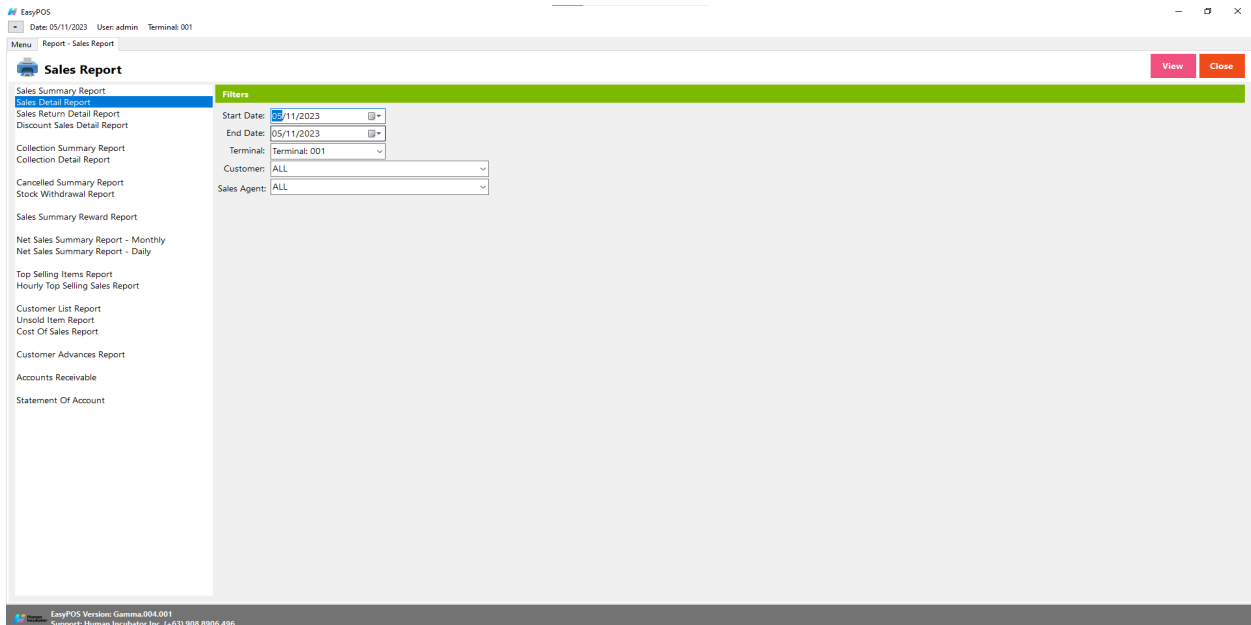 EasyPOS
Date: 05/11/2023 User: admin Terminal: 001
Menu Report - Sales Report
Sales Report
View Close
Sales Summary Report
Sales Detail Report
Sales Return Detail Report
Discount Sales Detail Report
Collection Summary Report
Collection Detail Report
Cancelled Summary Report
Stock Withdrawal Report
Sales Summary Reward Report
Net Sales Summary Report - Monthly
Net Sales Summary Report - Daily
Top Selling Items Report
Hourly Top Selling Sales Report
Customer List Report
Unsold Item Report
Cost Of Sales Report
Customer Advances Report
Accounts Receivable
Statement Of Account
Filters
Start Date: 05/11/2023
End Date: 05/11/2023
Terminal: Terminal: 001
Customer: ALL
Sales Agent: ALL
Human Incubator
EasyPOS Version: Gamma.004.001
Support: Human Incubator Inc. (+63) 908 8906 496